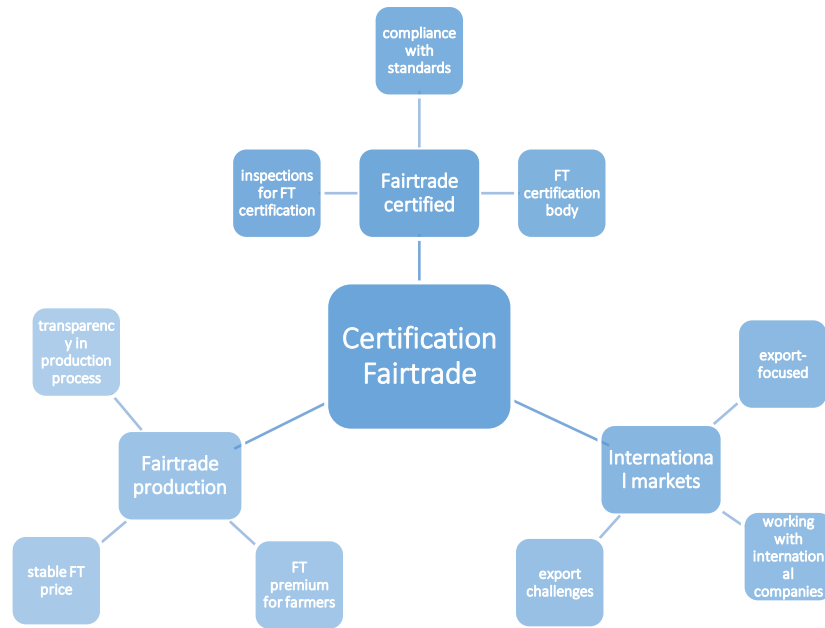 compliance
with
standards
inspections
for FT
certification
Fairtrade
certified
FT
certification
body
Certification
Fairtrade
transparenc
y in
production
process
Fairtrade
production
stable FT
price
FT
premium
for farmers
export-
focused
Internationa
l markets
export
challenges
working
with
internation
al
companies